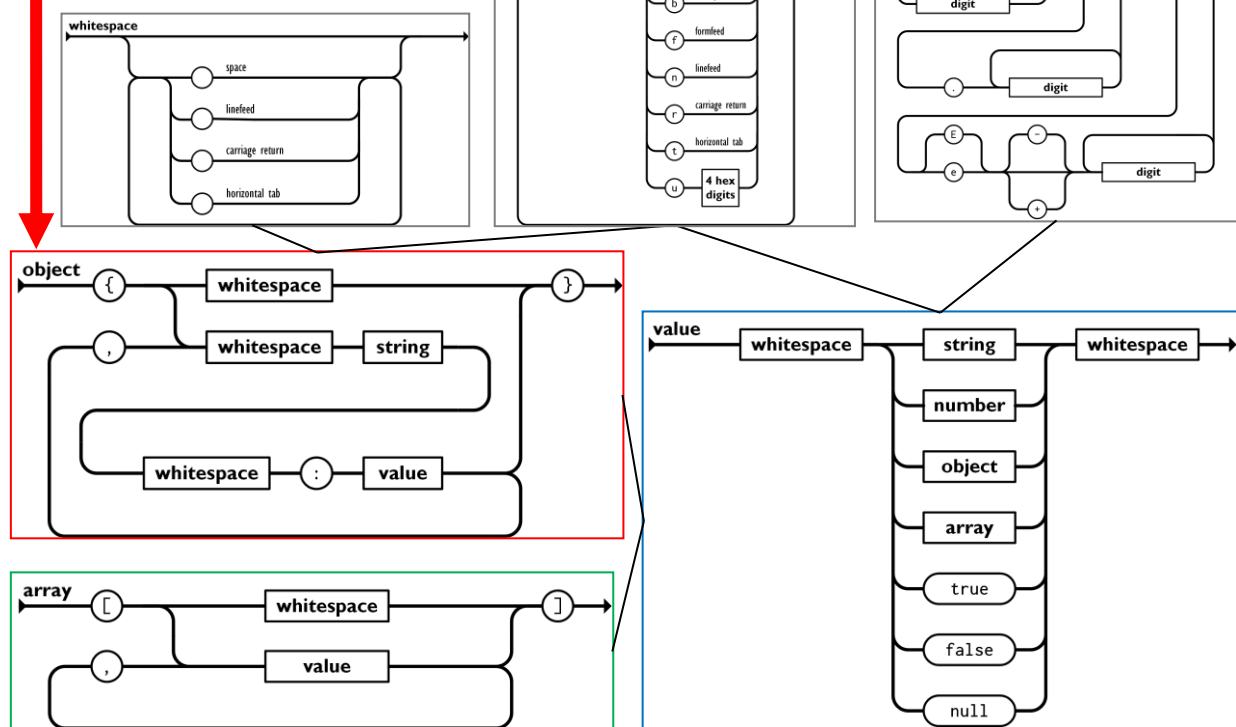 whitespace
space
linefeed
carriage return
horizontal tab
b
f formfeed
n linefeed
r carriage return
t horizontal tab
u 4 hex digits
digit
. digit
E -
e digit
+
object
{ whitespace }
, whitespace string
whitespace : value
array
[ whitespace ]
, value
value
whitespace string whitespace
number
object
array
true
false
null